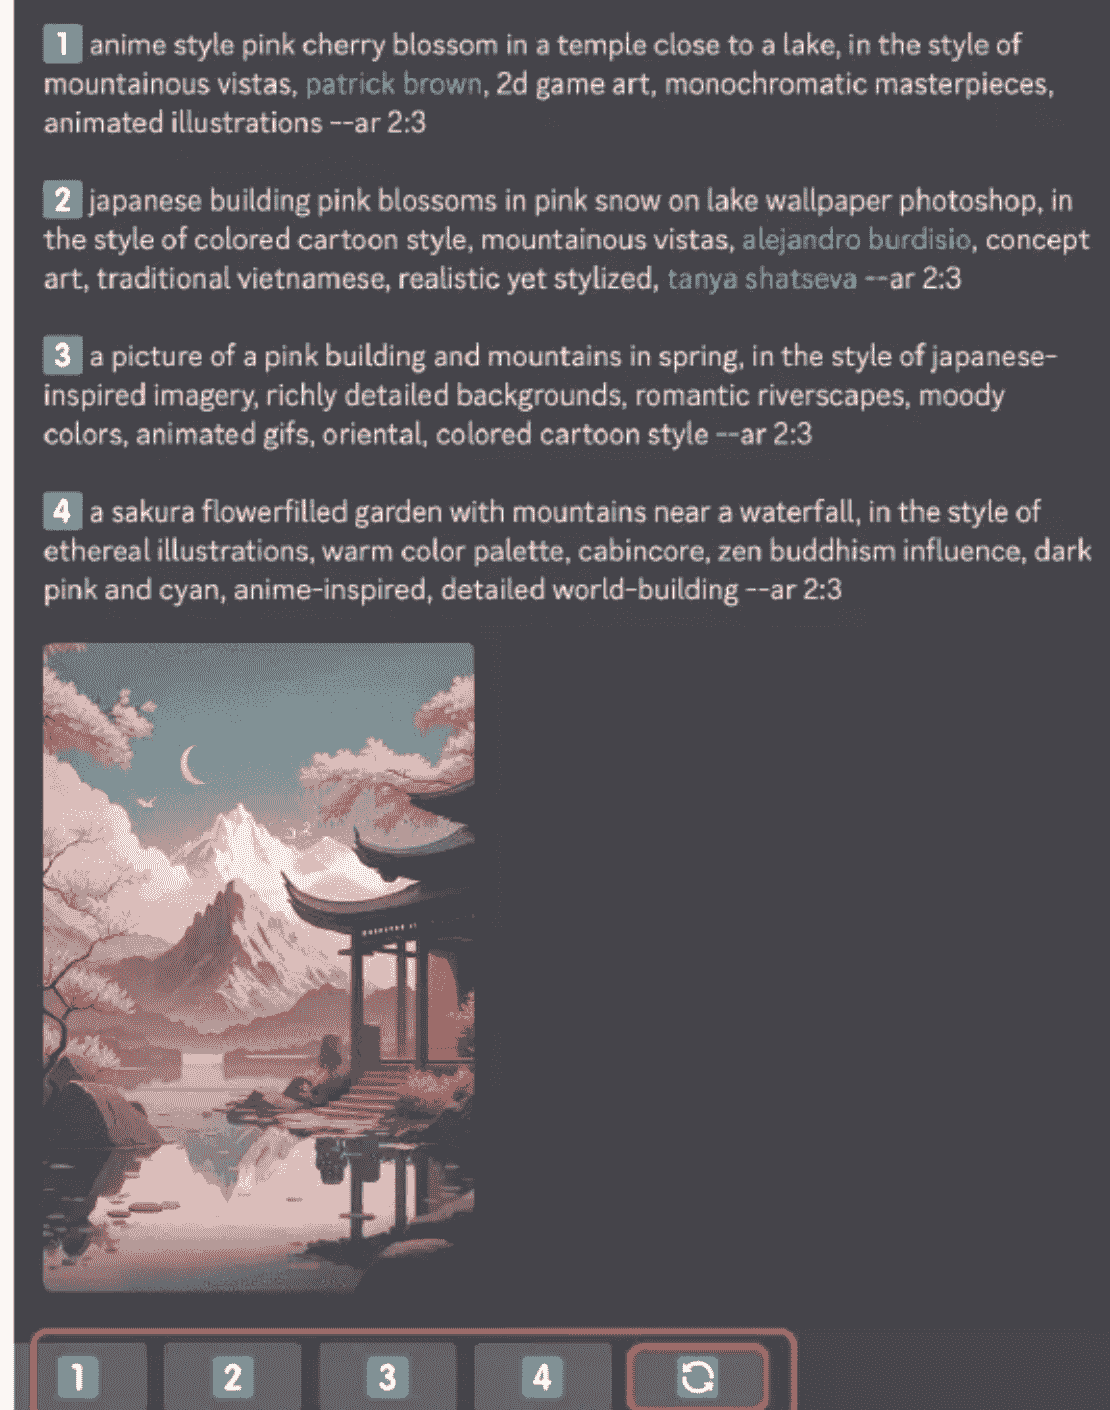 1 anime style pink cherry blossom in a temple close to a lake, in the style of
mountainous vistas, patrick brown, 2d game art, monochromatic masterpieces,
animated illustrations --ar 2:3
2 japanese building pink blossoms in pink snow on lake wallpaper photoshop, in
the style of colored cartoon style, mountainous vistas, alejandro burdisio, concept
art, traditional vietnamese, realistic yet stylized, tanya shatseva --ar 2:3
3 a picture of a pink building and mountains in spring, in the style of japanese-
inspired imagery, richly detailed backgrounds, romantic riverscapes, moody
colors, animated gifs, oriental, colored cartoon style --ar 2:3
4 a sakura flowerfilled garden with mountains near a waterfall, in the style of
ethereal illustrations, warm color palette, cabincore, zen buddhism influence, dark
pink and cyan, anime-inspired, detailed world-building --ar 2:3
1 2 3 4